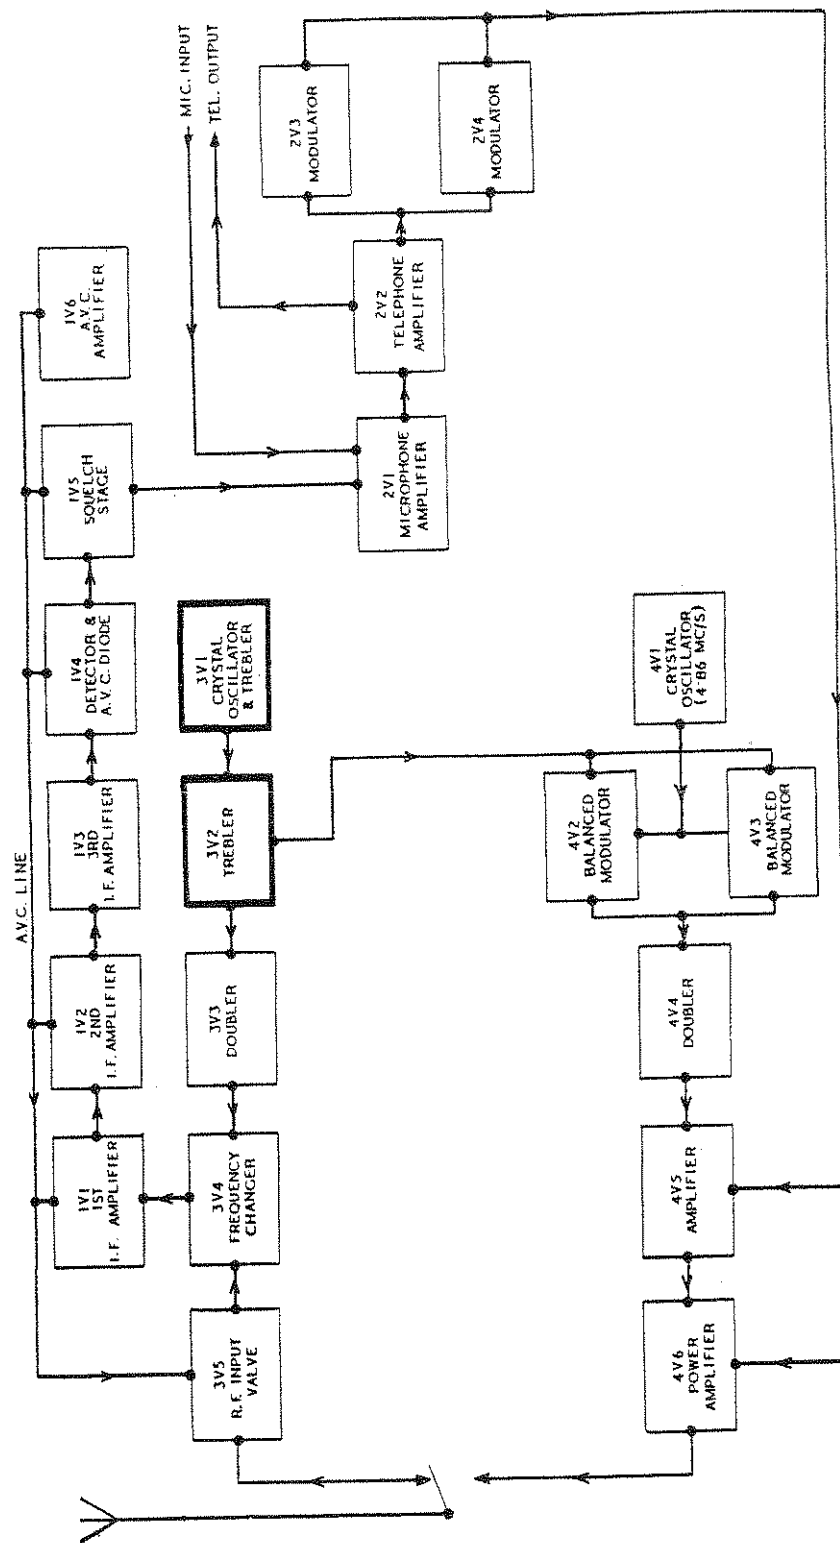 A.V.C. LINE
1V1
1ST
I.F. AMPLIFIER
1V2
2ND
I.F. AMPLIFIER
1V3
3RD
I.F. AMPLIFIER
1V4
DETECTOR &
A.V.C. DIODE
1V5
SQUELCH
STAGE
1V6
A.V.C.
AMPLIFIER
3V5
R.F. INPUT
VALVE
3V4
FREQUENCY
CHANGER
3V3
DOUBLER
3V2
TREBLER
3V1
CRYSTAL
OSCILLATOR
& TREBLER
MIC. INPUT
TEL. OUTPUT
2V1
MICROPHONE
AMPLIFIER
2V2
TELEPHONE
AMPLIFIER
2V3
MODULATOR
2V4
MODULATOR
4V6
POWER
AMPLIFIER
4V5
AMPLIFIER
4V4
DOUBLER
4V2
BALANCED
MODULATOR
4V3
BALANCED
MODULATOR
4V1
CRYSTAL
OSCILLATOR
(4·86 MC/S)